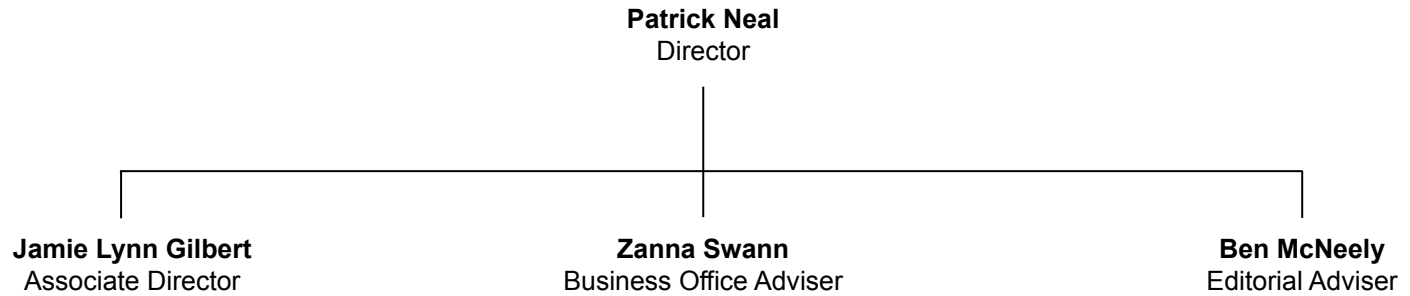 Patrick Neal
Director
Jamie Lynn Gilbert
Associate Director
Zanna Swann
Business Office Adviser
Ben McNeely
Editorial Adviser